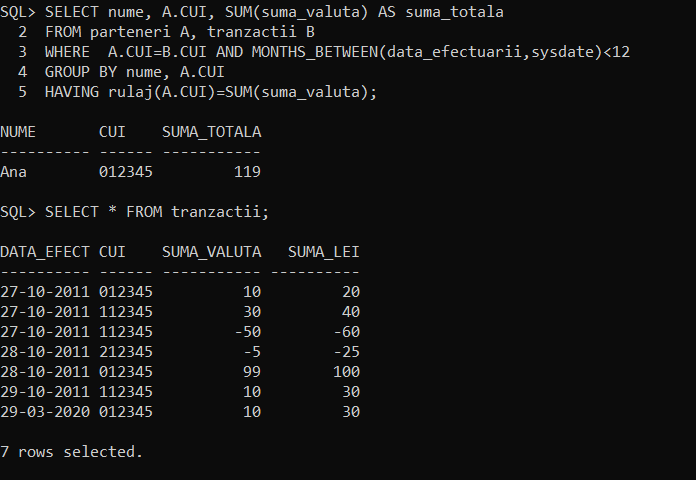 SQL> SELECT nume, A.CUI, SUM(suma_valuta) AS suma_totala
  2  FROM parteneri A, tranzactii B
  3  WHERE  A.CUI=B.CUI AND MONTHS_BETWEEN(data_efectuarii,sysdate)<12
  4  GROUP BY nume, A.CUI
  5  HAVING rulaj(A.CUI)=SUM(suma_valuta);
NUME       CUI    SUMA_TOTALA
---------- ------ -----------
Ana        012345         119
SQL> SELECT * FROM tranzactii;
DATA_EFECT CUI    SUMA_VALUTA   SUMA_LEI
---------- ------ ----------- ----------
27-10-2011 012345          10         20
27-10-2011 112345          30         40
27-10-2011 112345         -50        -60
28-10-2011 212345          -5        -25
28-10-2011 012345          99        100
29-10-2011 112345          10         30
29-03-2020 012345          10         30
7 rows selected.